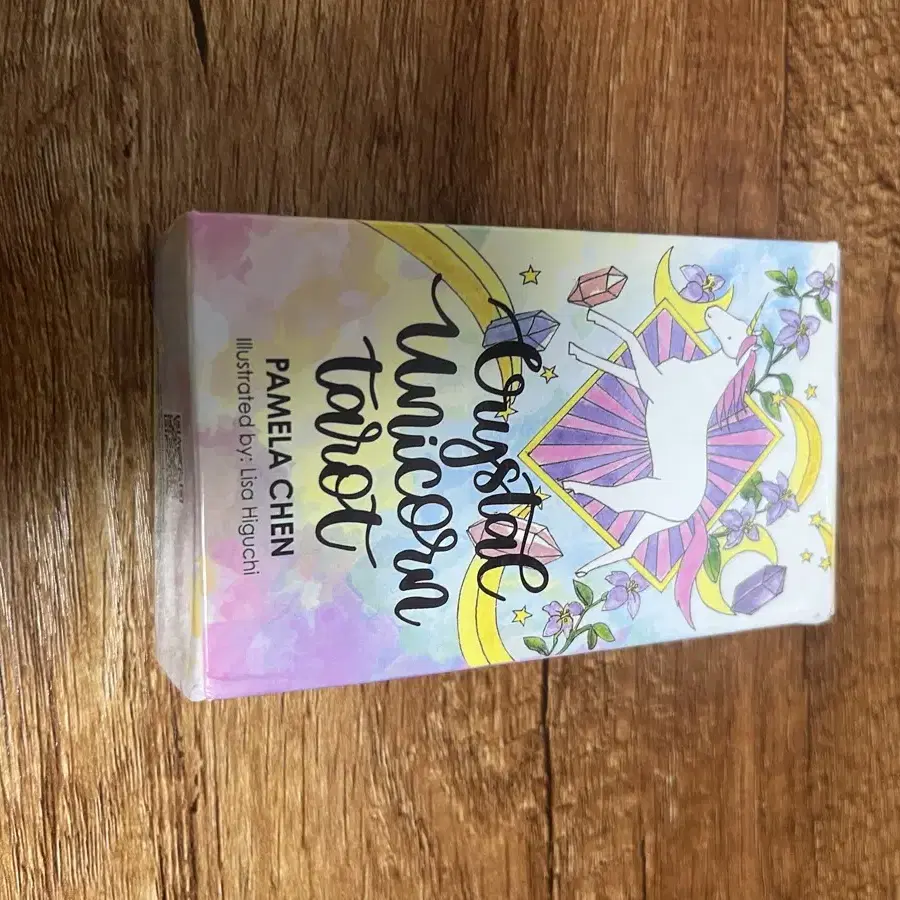 Crystal
Unicorn
tarot
PAMELA CHEN
Illustrated by: Lisa Higuchi